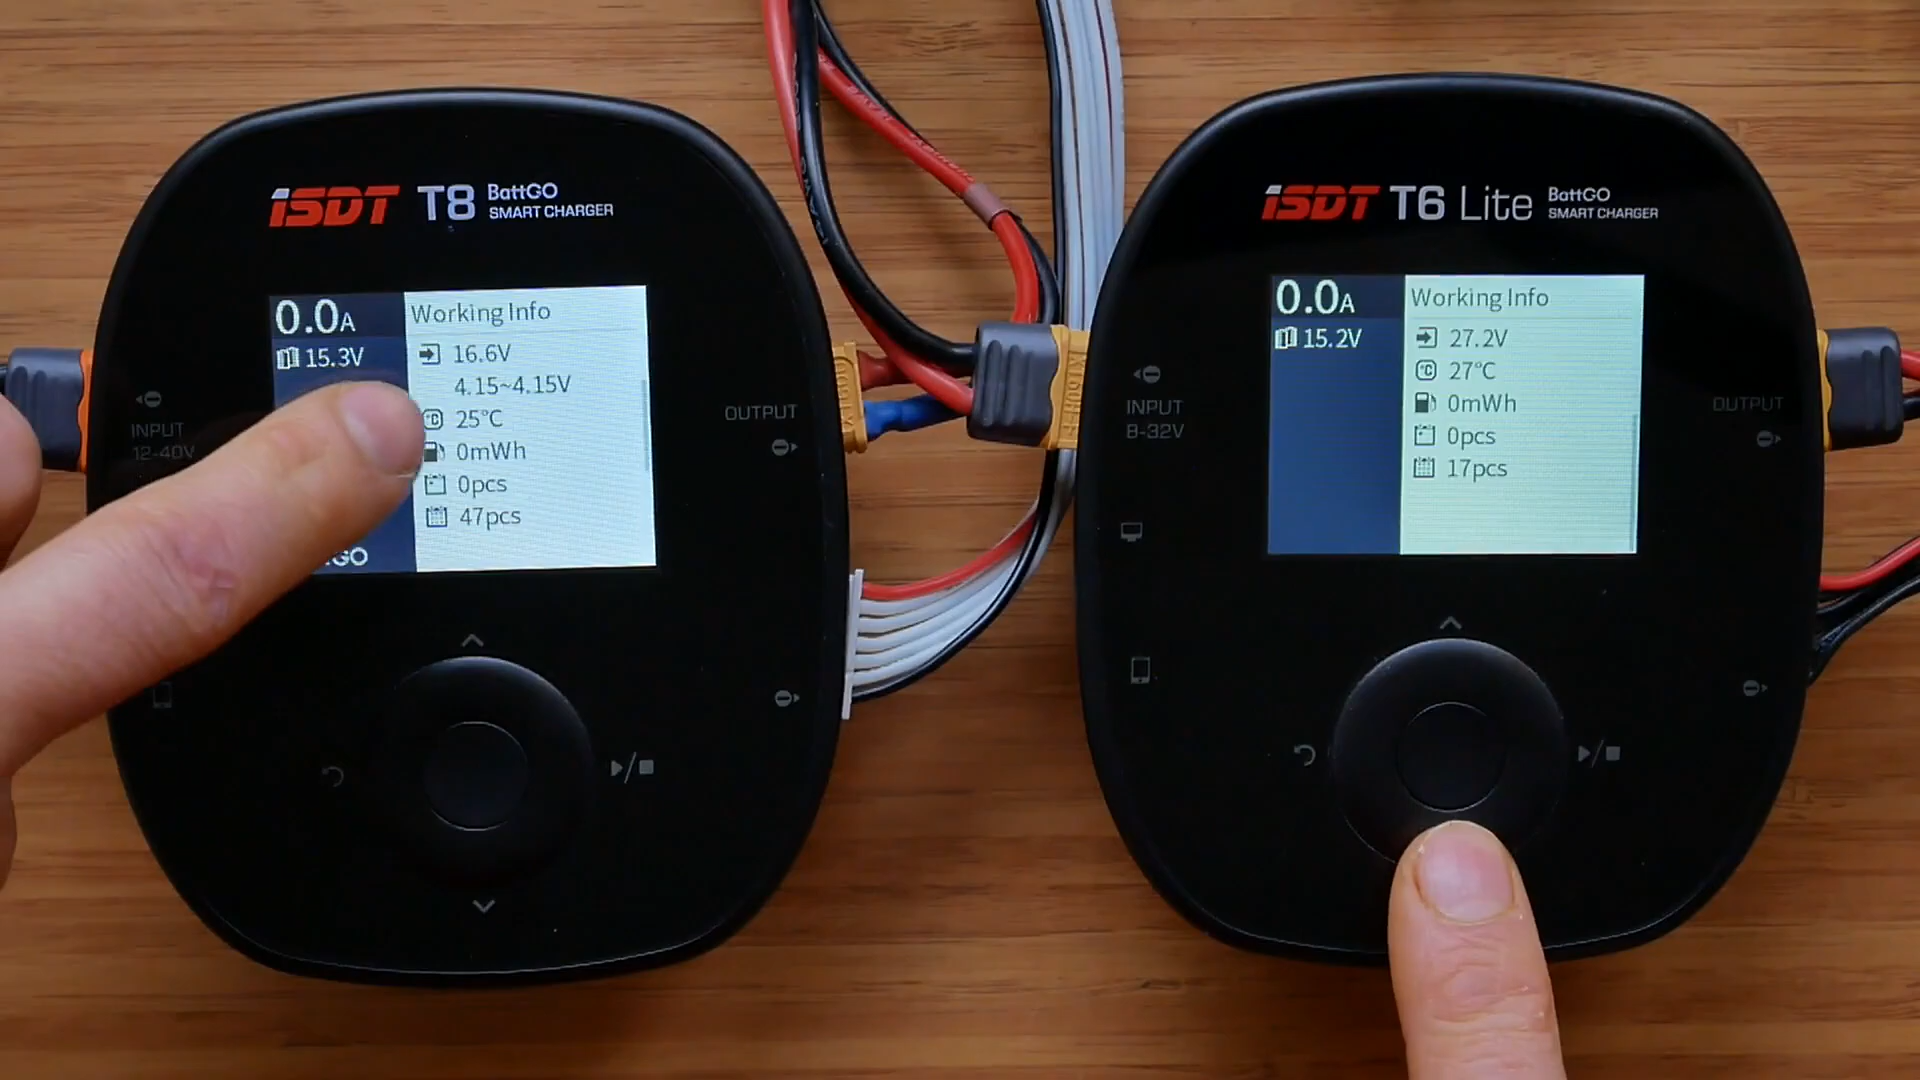 ISDT T8 BattGO
SMART CHARGER
0.0A
15.3V
Working Info
16.6V
4.15~4.15V
°C 25°C
0mWh
0pcs
47pcs
GO
INPUT
12-40V
OUTPUT
XT60H
ISDT T6 Lite BattGO
SMART CHARGER
0.0A
15.2V
Working Info
27.2V
°C 27°C
0mWh
0pcs
17pcs
INPUT
8-32V
OUTPUT